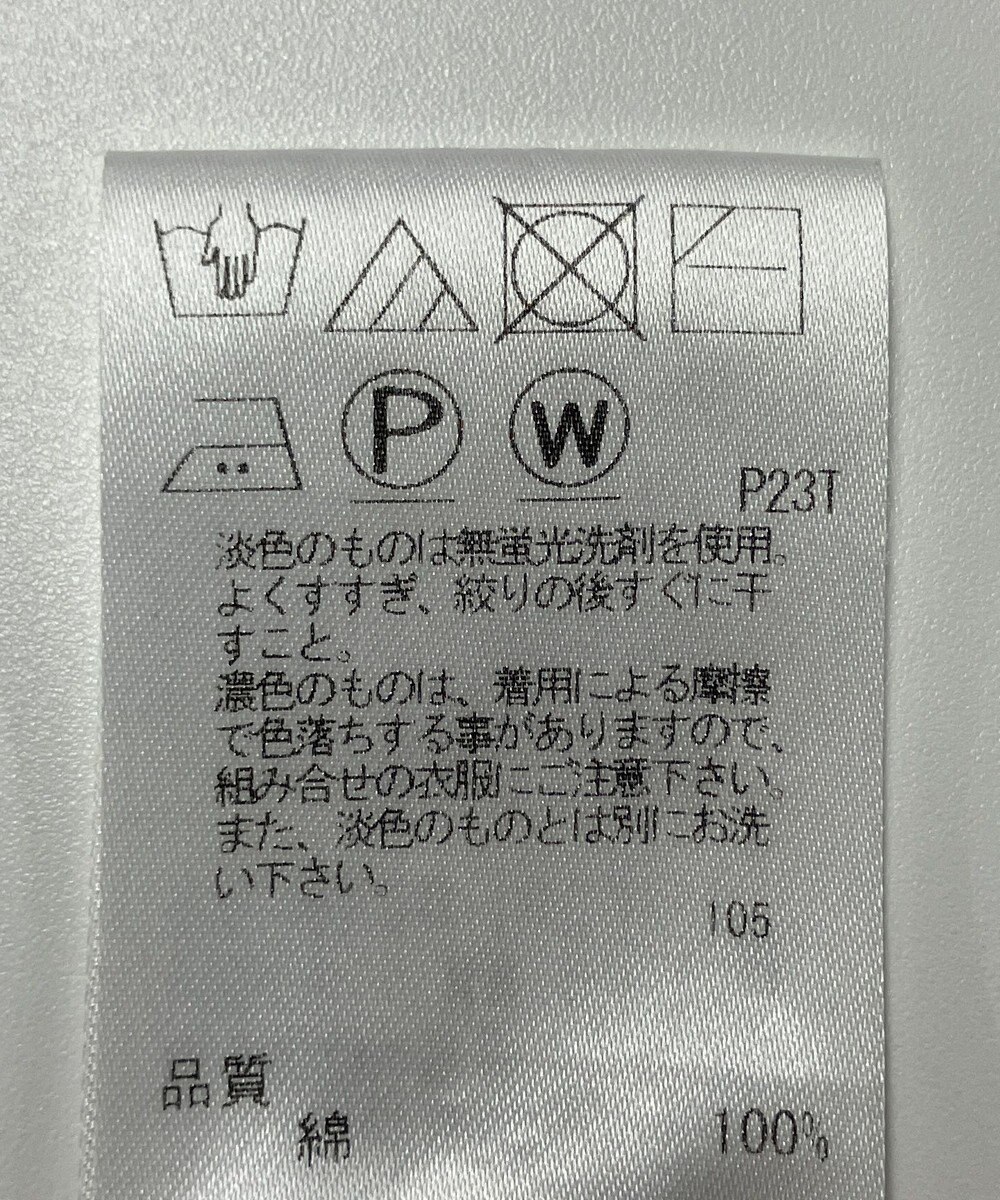 P
W
P23T
淡色のものは無蛍光洗剤を使用。
よくすすぎ、絞りの後すぐに干
すこと。
濃色のものは、着用による摩擦
で色落ちする事がありますので、
組み合せの衣服にご注意下さい。
また、淡色のものとは別にお洗
い下さい。
105
品質
綿 100%